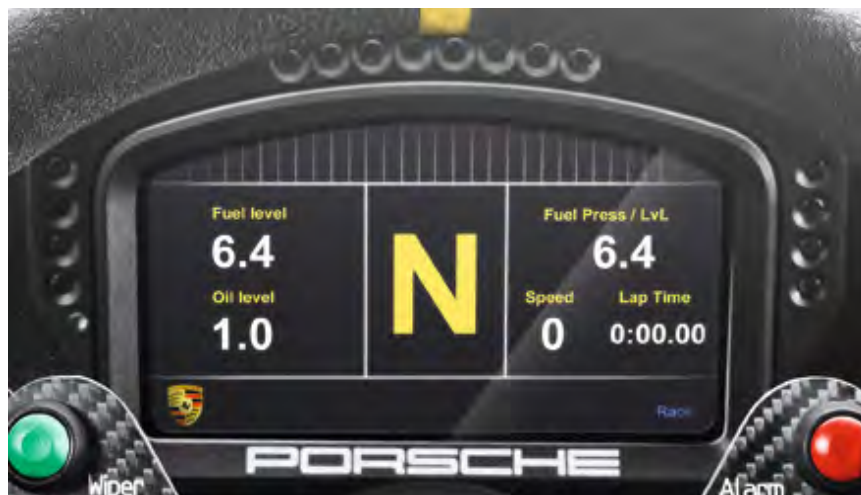 Fuel level
6.4
Oil level
1.0
N
Fuel Press / LvL
6.4
Speed Lap Time
0 0:00.00
Race
PORSCHE
Wiper
Alarm